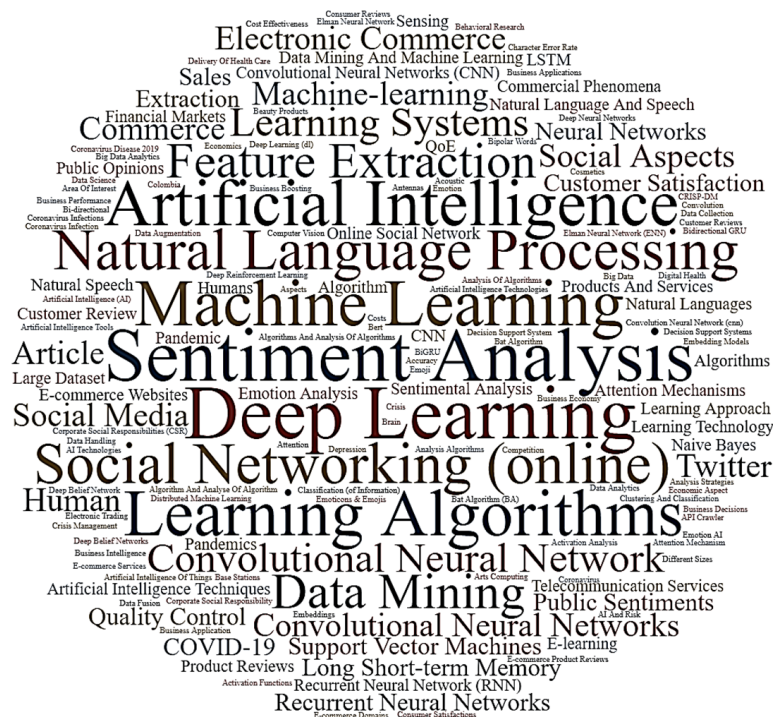 Consumer Reviews
Cost Effectiveness Elman Neural Network Sensing Behavioral Research
Electronic Commerce Character Error Rate
Delivery Of Health Care Data Mining And Machine Learning LSTM
Sales Convolutional Neural Networks (CNN) Business Applications
Extraction Machine-learning Commercial Phenomena
Financial Markets Beauty Products Natural Language And Speech
Commerce Learning Systems Deep Neural Networks Neural Networks
Coronavirus Disease 2019 Economics Deep Learning (dl) QoE Bipolar Words
Big Data Analytics
Public Opinions Feature Extraction Social Aspects
Cosmetics
Data Science Colombia Business Boosting Antennas Acoustic Emotion Customer Satisfaction
Area Of Interest CRISP-DM
Business Performance Artificial Intelligence Convolution
Bi-directional Data Collection
Coronavirus Infections Customer Reviews
Coronavirus Infection Data Augmentation Computer Vision Online Social Network Elman Neural Network (ENN) Bidirectional GRU
Natural Language Processing
Deep Reinforcement Learning Big Data Digital Health
Natural Speech Humans Aspects Algorithm Analysis Of Algorithms Products And Services
Artificial Intelligence (AI) Artificial Intelligence Technologies
Customer Review Machine Learning Natural Languages
Costs
Artificial Intelligence Tools Bert Convolution Neural Network (cnn)
Pandemic Algorithms And Analysis Of Algorithms CNN Decision Support System Decision Support Systems
Bat Algorithm Embedding Models
Article Sentiment Analysis BiGRU Accuracy Emoji Algorithms
Large Dataset
E-commerce Websites Emotion Analysis Sentimental Analysis Attention Mechanisms
Crisis Business Economy
Social Media Deep Learning Learning Approach
Brain
Corporate Social Responsibilities (CSR) Learning Technology
Data Handling Attention Depression Analysis Algorithms Competition Naive Bayes
AI Technologies
Social Networking (online) Twitter
Analysis Strategies
Human Deep Belief Network Algorithm And Analyse Of Algorithm Classification (of Information) Data Analytics Clustering And Classification Economic Aspect
Distributed Machine Learning Emoticons & Emojis Bat Algorithm (BA)
Electronic Trading Business Decisions
Crisis Management Learning Algorithms API Crawler
Emotion AI
Deep Belief Networks Pandemics Activation Analysis Attention Mechanism
Business Intelligence Convolutional Neural Network Different Sizes
E-commerce Services
Artificial Intelligence Of Things Base Stations Arts Computing Coronavirus
Artificial Intelligence Techniques Data Mining Telecommunication Services
Data Fusion Corporate Social Responsibility Public Sentiments
Quality Control Embeddings AI And Risk
Business Application Convolutional Neural Networks
COVID-19 Support Vector Machines E-learning
Product Reviews Long Short-term Memory E-commerce Product Reviews
Activation Functions Recurrent Neural Network (RNN)
Recurrent Neural Networks
E-commerce Domains Consumer Satisfactions